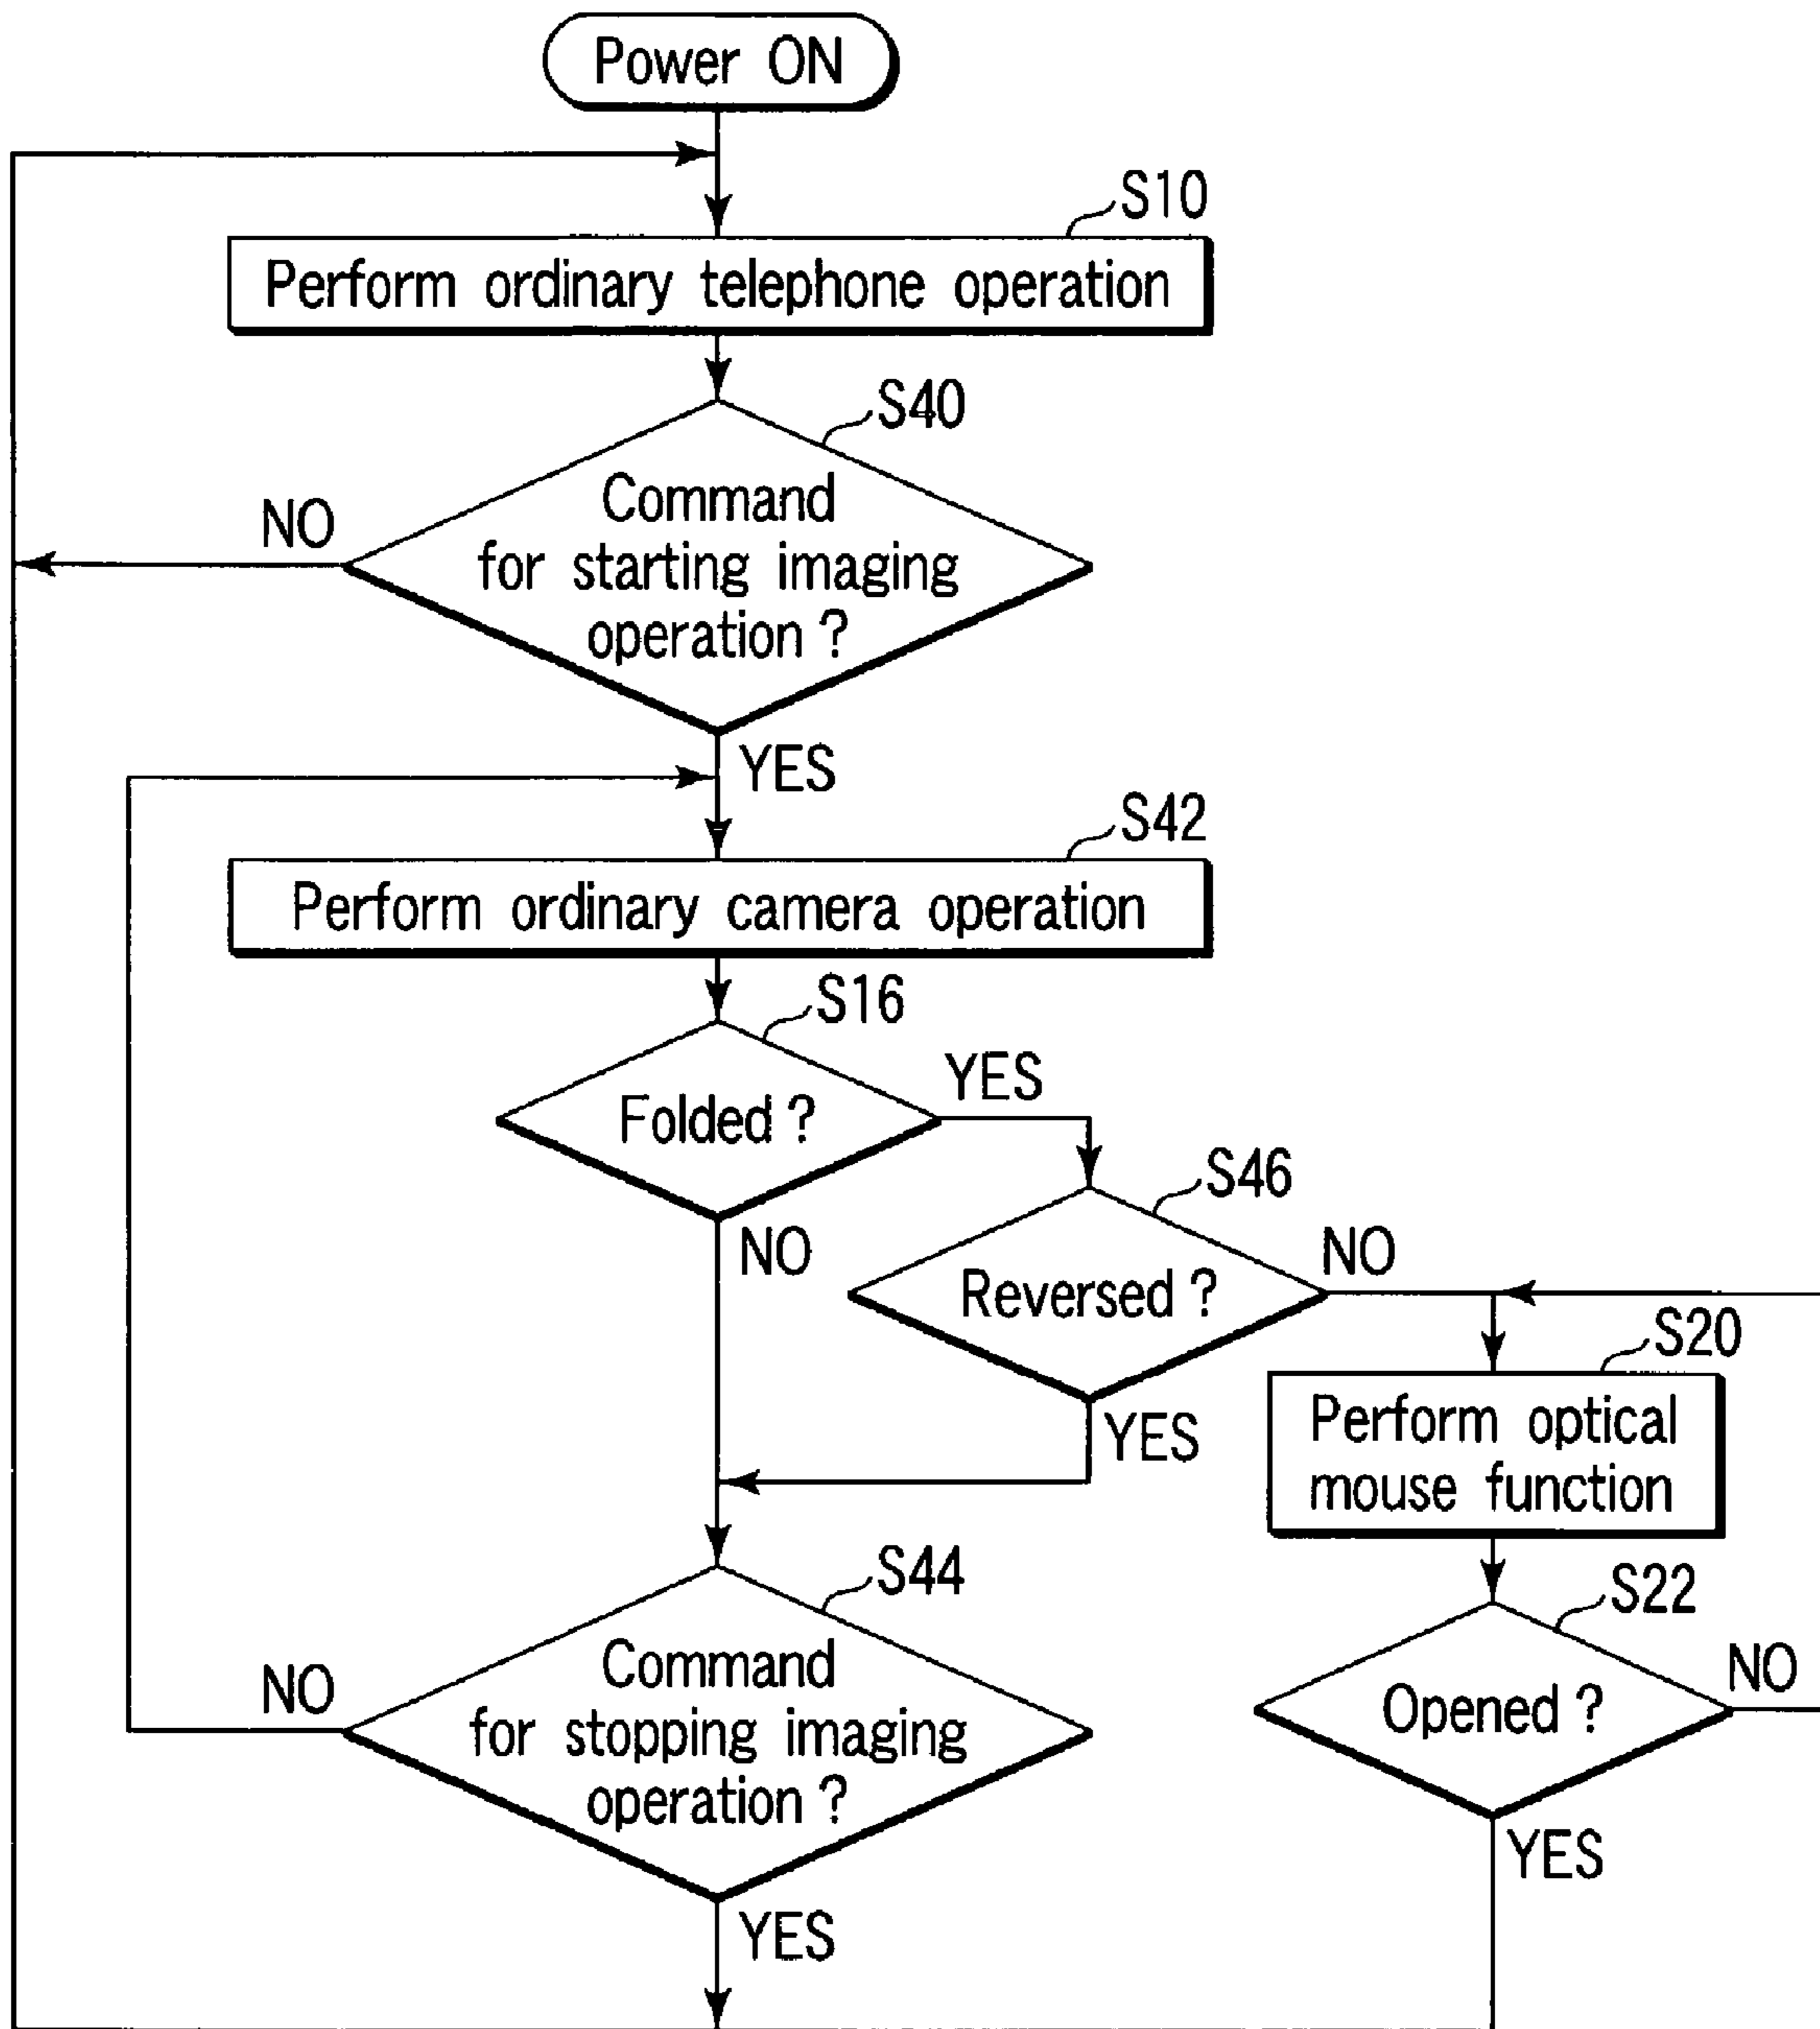 Power ON
S10
Perform ordinary telephone operation
S40
Command
for starting imaging
operation ?
NO
YES
S42
Perform ordinary camera operation
S16
Folded ?
YES
NO
S46
Reversed ?
NO
YES
S20
Perform optical
mouse function
S22
Opened ?
NO
YES
S44
Command
for stopping imaging
operation ?
NO
YES